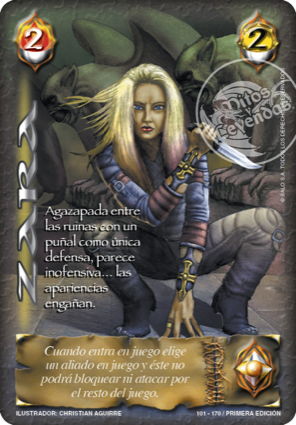 2
2
Mitos y
Leyendas
ZARA
Agazapada entre
las ruinas con un
puñal como única
defensa, parece
inofensiva... las
apariencias
engañan.
Cuando entra en juego elige
un aliado en juego y éste no
podrá bloquear ni atacar por
el resto del juego.
ILUSTRADOR: CHRISTIAN AGUIRRE
101 - 170 / PRIMERA EDICIÓN